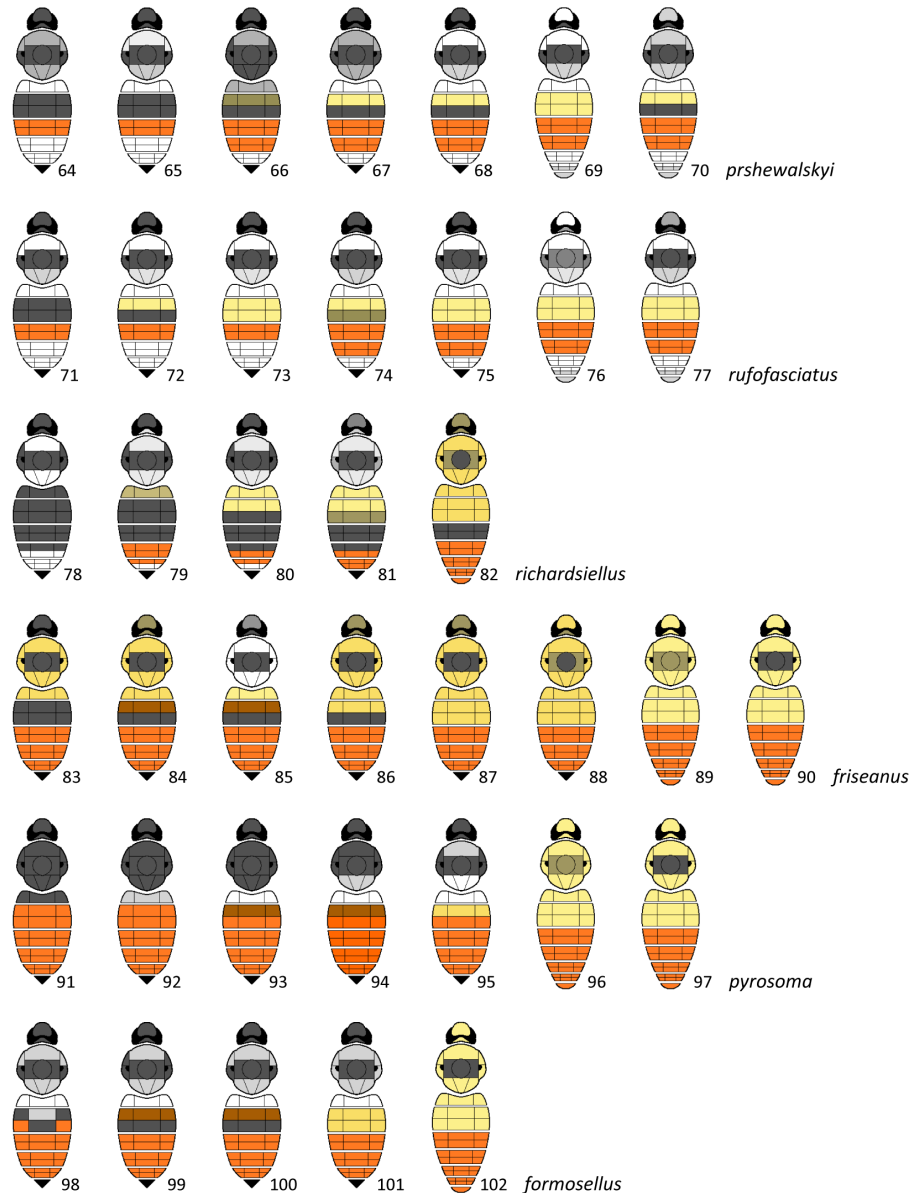 64 65 66 67 68 69 70 prshewalskyi
71 72 73 74 75 76 77 rufofasciatus
78 79 80 81 82 richardsiellus
83 84 85 86 87 88 89 90 friseanus
91 92 93 94 95 96 97 pyrosoma
98 99 100 101 102 formosellus